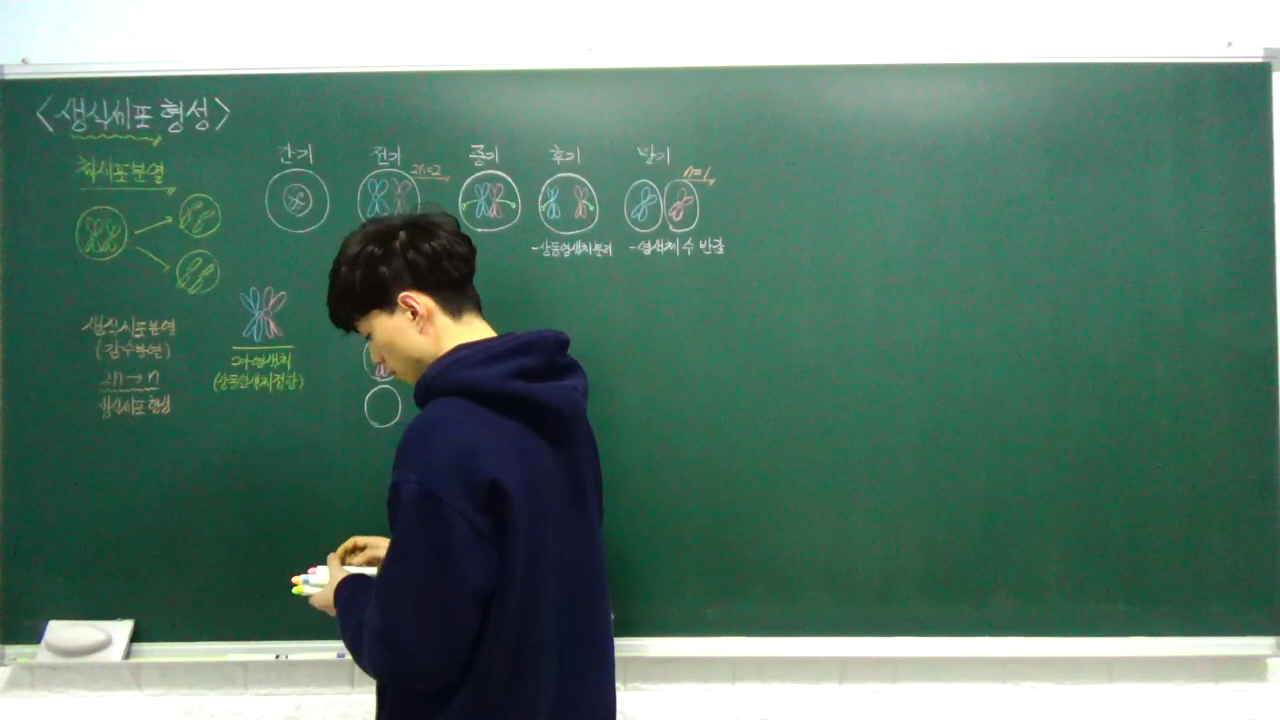 <생식세포 형성>
체세포분열
간기
전기
중기
후기
말기
2n=2
n=1
-상동염색체분리
-염색체 수 반감
생식세포분열
(감수분열)
2n→n
생식세포 형성
2가염색체
(상동염색체접합)